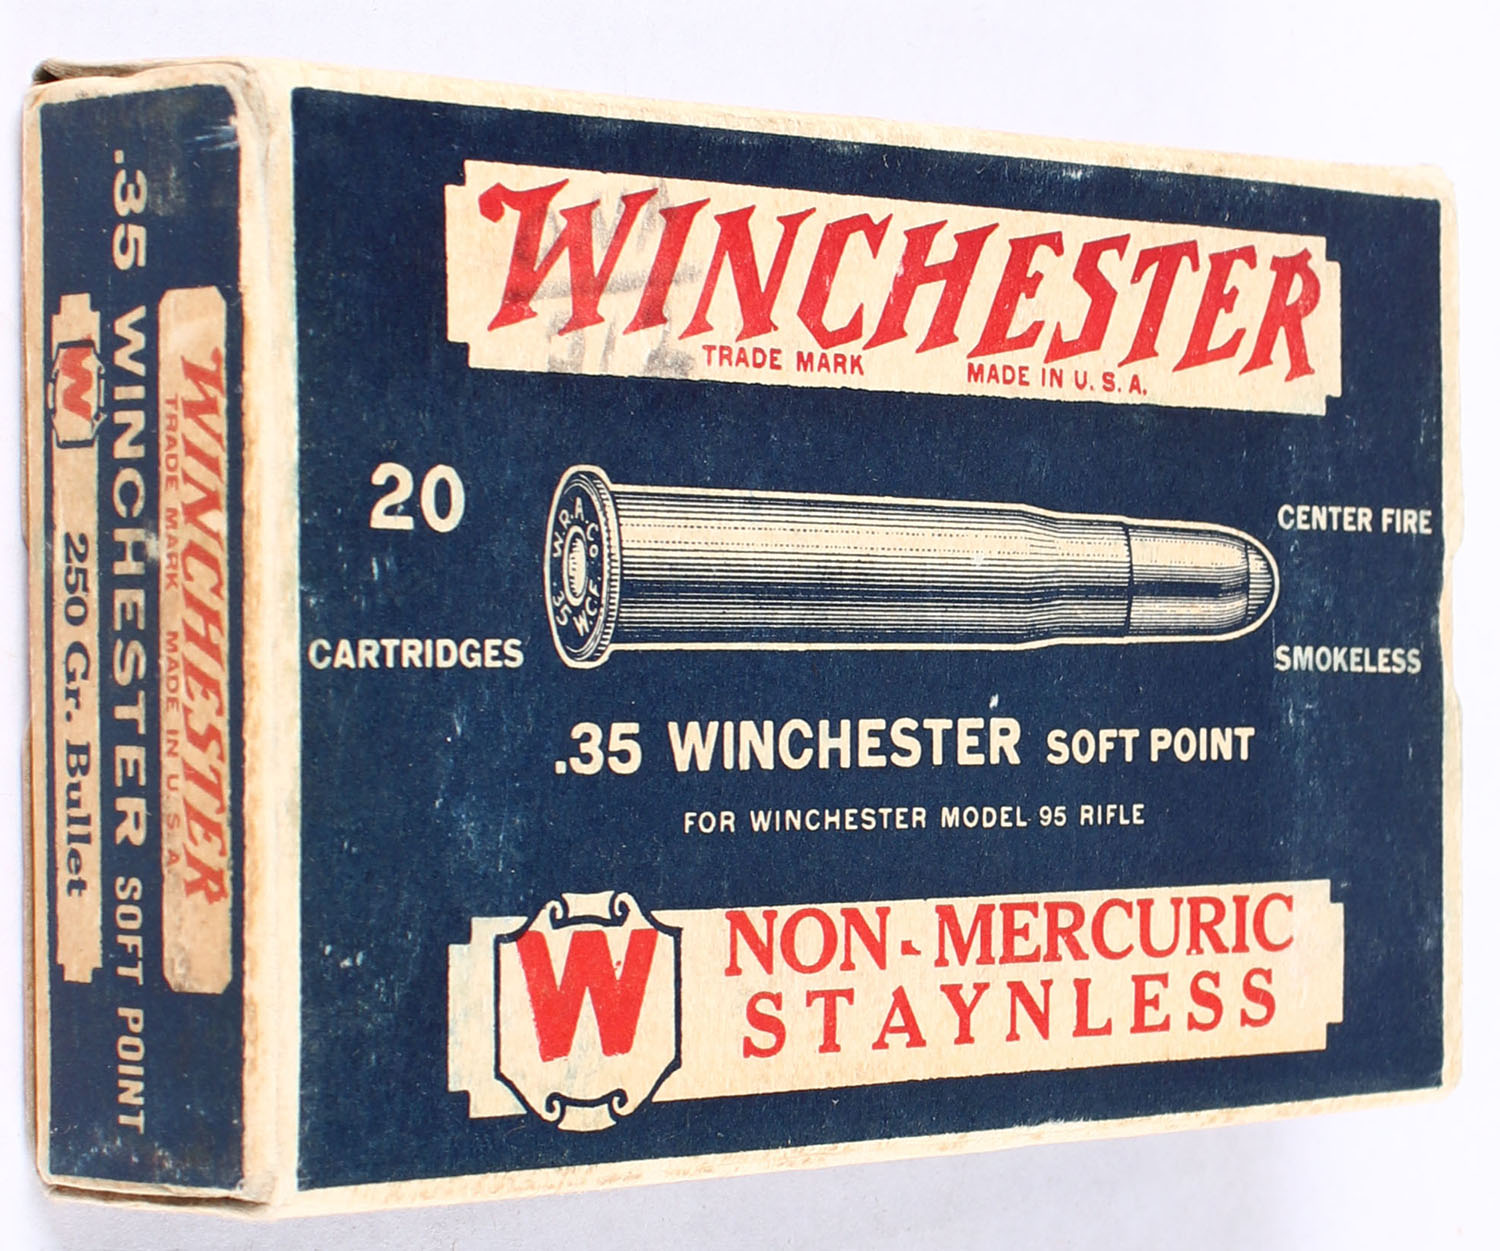 WINCHESTER
TRADE MARK MADE IN U.S.A.
20
CARTRIDGES
W.R.A.Co.
.35 W.C.F.
CENTER FIRE
SMOKELESS
.35 WINCHESTER SOFT POINT
FOR WINCHESTER MODEL 95 RIFLE
W
NON-MERCURIC
STAYNLESS
WINCHESTER
TRADE MARK MADE IN U.S.A.
.35 WINCHESTER SOFT POINT
W 250 Gr. Bullet